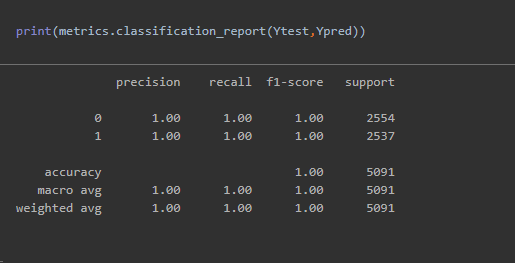 print(metrics.classification_report(Ytest,Ypred))
precision recall f1-score support
0 1.00 1.00 1.00 2554
1 1.00 1.00 1.00 2537
accuracy 1.00 5091
macro avg 1.00 1.00 1.00 5091
weighted avg 1.00 1.00 1.00 5091